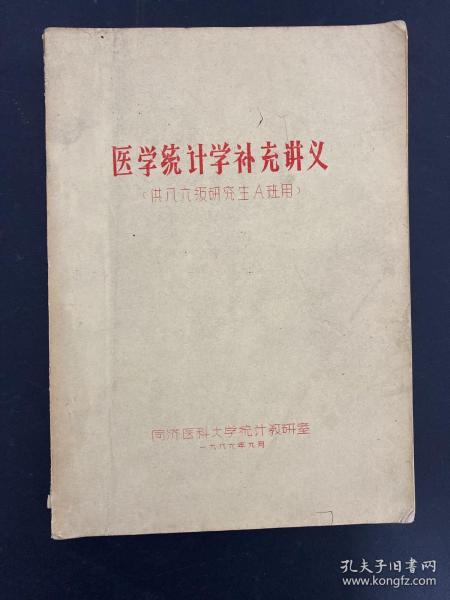 医学统计学补充讲义
（供八六级研究生A班用）
同济医科大学统计教研室
一九八六年九月
孔夫子旧书网
www.kongfz.com